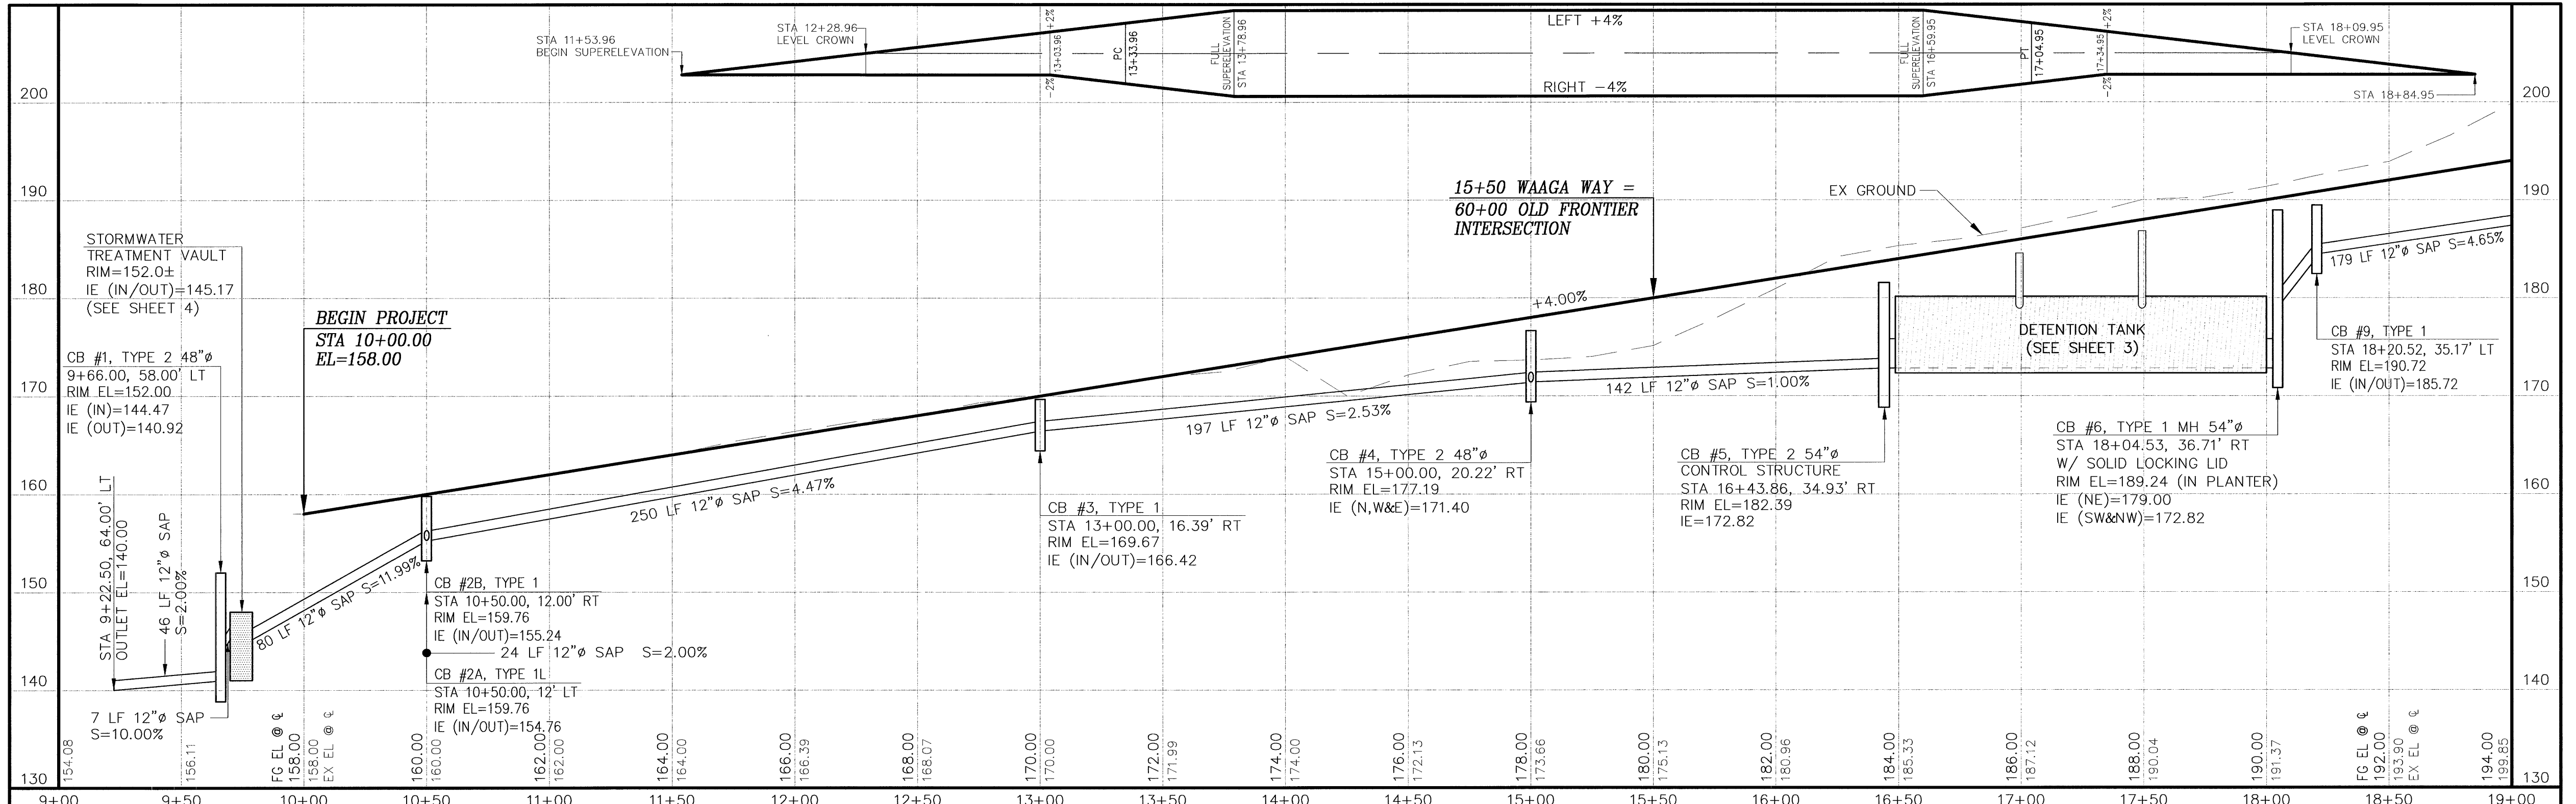 STA 11+53.96
BEGIN SUPERELEVATION
STA 12+28.96
LEVEL CROWN
+2%
13+03.96
-2%
PC
13+33.96
FULL
SUPERELEVATION
STA 13+78.96
LEFT +4%
RIGHT -4%
FULL
SUPERELEVATION
STA 16+59.95
PT
17+04.95
+2%
17+34.95
-2%
STA 18+09.95
LEVEL CROWN
STA 18+84.95
200
190
180
170
160
150
140
130
200
190
180
170
160
150
140
130
STORMWATER
TREATMENT VAULT
RIM=152.0±
IE (IN/OUT)=145.17
(SEE SHEET 4)
CB #1, TYPE 2 48"ø
9+66.00, 58.00' LT
RIM EL=152.00
IE (IN)=144.47
IE (OUT)=140.92
STA 9+22.50, 64.00' LT
OUTLET EL=140.00
46 LF 12"ø SAP
S=2.00%
7 LF 12"ø SAP
S=10.00%
BEGIN PROJECT
STA 10+00.00
EL=158.00
80 LF 12"ø SAP S=11.99%
CB #2B, TYPE 1
STA 10+50.00, 12.00' RT
RIM EL=159.76
IE (IN/OUT)=155.24
24 LF 12"ø SAP S=2.00%
CB #2A, TYPE 1L
STA 10+50.00, 12' LT
RIM EL=159.76
IE (IN/OUT)=154.76
250 LF 12"ø SAP S=4.47%
CB #3, TYPE 1
STA 13+00.00, 16.39' RT
RIM EL=169.67
IE (IN/OUT)=166.42
197 LF 12"ø SAP S=2.53%
15+50 WAAGA WAY =
60+00 OLD FRONTIER
INTERSECTION
+4.00%
CB #4, TYPE 2 48"ø
STA 15+00.00, 20.22' RT
RIM EL=177.19
IE (N,W&E)=171.40
142 LF 12"ø SAP S=1.00%
CB #5, TYPE 2 54"ø
CONTROL STRUCTURE
STA 16+43.86, 34.93' RT
RIM EL=182.39
IE=172.82
EX GROUND
DETENTION TANK
(SEE SHEET 3)
CB #6, TYPE 1 MH 54"ø
STA 18+04.53, 36.71' RT
W/ SOLID LOCKING LID
RIM EL=189.24 (IN PLANTER)
IE (NE)=179.00
IE (SW&NW)=172.82
179 LF 12"ø SAP S=4.65%
CB #9, TYPE 1
STA 18+20.52, 35.17' LT
RIM EL=190.72
IE (IN/OUT)=185.72
154.08
156.11
FG EL @ ℄
158.00
158.00
EX EL @ ℄
160.00
160.00
162.00
162.00
164.00
164.00
166.00
166.39
168.00
168.07
170.00
170.00
172.00
171.99
174.00
174.00
176.00
172.13
178.00
173.66
180.00
175.13
182.00
180.96
184.00
185.33
186.00
187.12
188.00
190.04
190.00
191.37
FG EL @ ℄
192.00
193.90
EX EL @ ℄
194.00
199.85
9+00
9+50
10+00
10+50
11+00
11+50
12+00
12+50
13+00
13+50
14+00
14+50
15+00
15+50
16+00
16+50
17+00
17+50
18+00
18+50
19+00